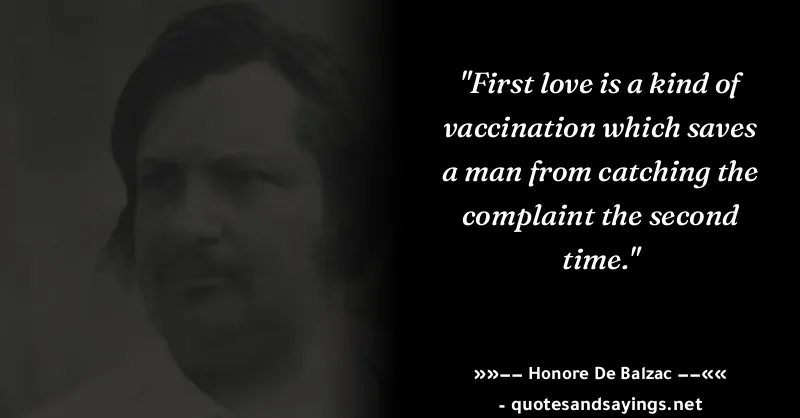 "First love is a kind of
vaccination which saves
a man from catching the
complaint the second
time."
»»−− Honore De Balzac −−««
- quotesandsayings.net